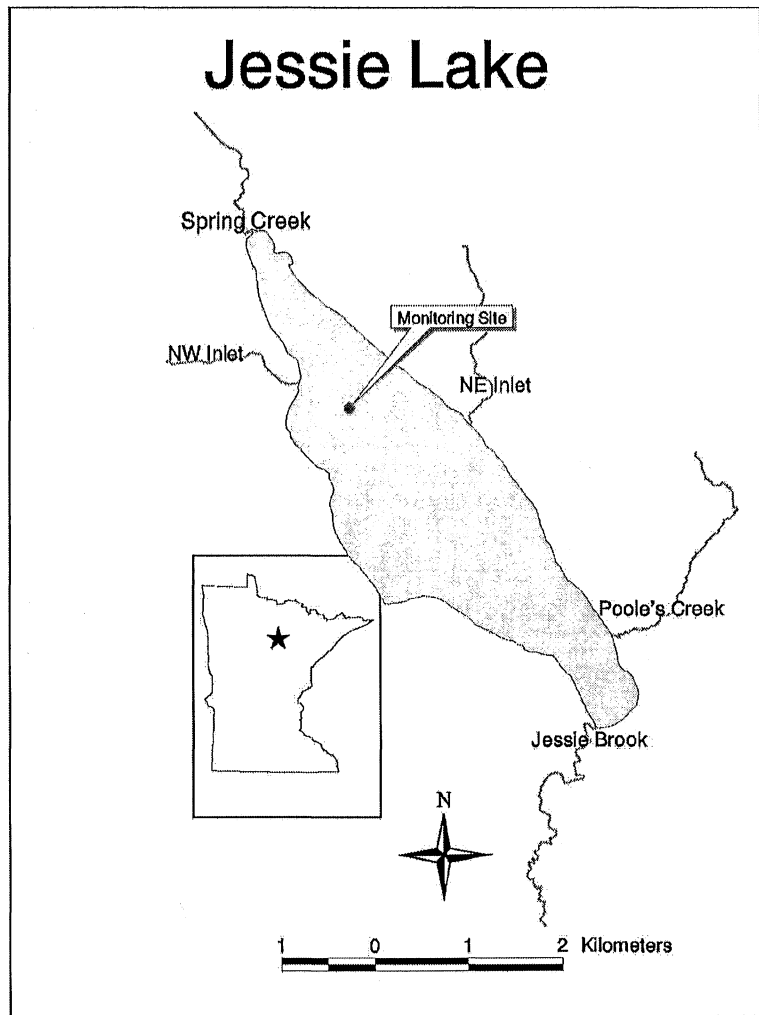 Jessie Lake
Spring Creek
Monitoring Site
NW Inlet
NE Inlet
Poole's Creek
Jessie Brook
N
1 0 1 2 Kilometers